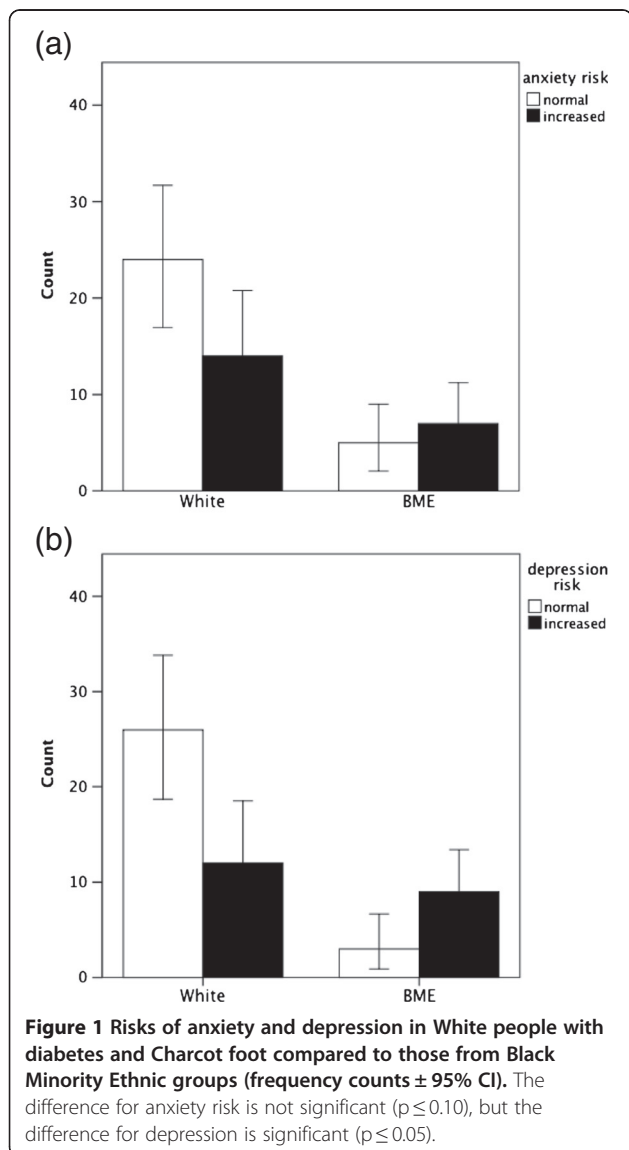 (a)
anxiety risk
normal
increased
40
30
20
10
0
Count
White
BME
(b)
depression
risk
normal
increased
40
30
20
10
0
Count
White
BME
Figure 1 Risks of anxiety and depression in White people with
diabetes and Charcot foot compared to those from Black
Minority Ethnic groups (frequency counts ± 95% CI). The
difference for anxiety risk is not significant (p ≤ 0.10), but the
difference for depression is significant (p ≤ 0.05).